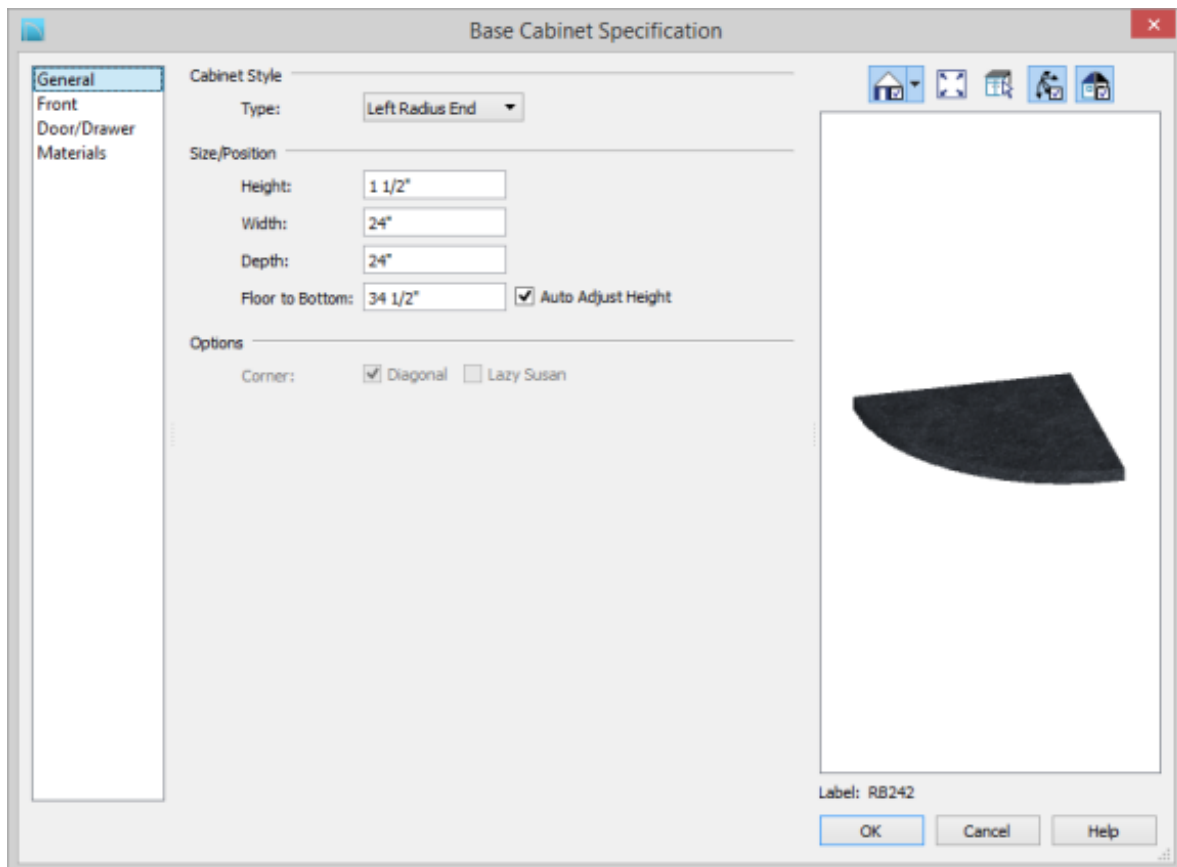 Base Cabinet Specification
General
Front
Door/Drawer
Materials
Cabinet Style
Type: Left Radius End
Size/Position
Height: 1 1/2"
Width: 24"
Depth: 24"
Floor to Bottom: 34 1/2" Auto Adjust Height
Options
Corner: Diagonal Lazy Susan
Label: RB242
OK Cancel Help